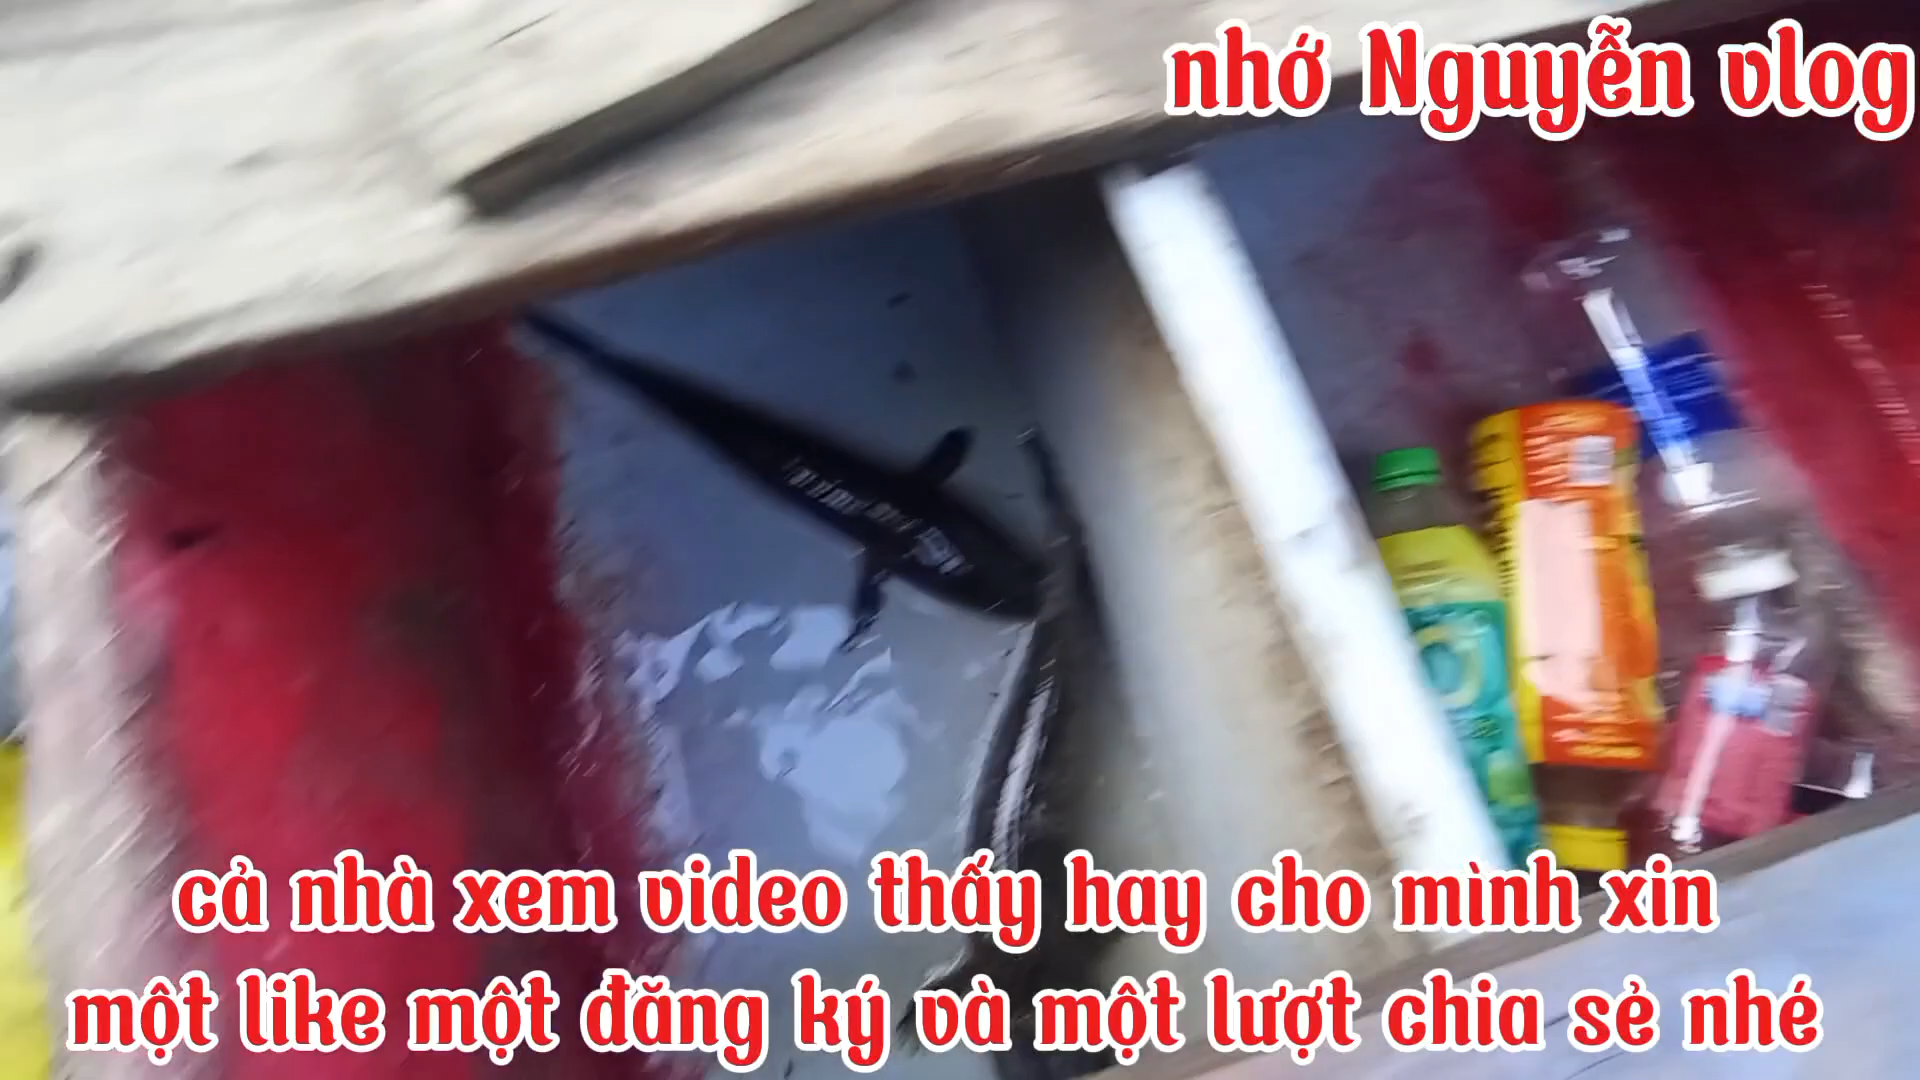 nhớ Nguyễn vlog
cả nhà xem video thấy hay cho mình xin
một like một đăng ký và một lượt chia sẻ nhé